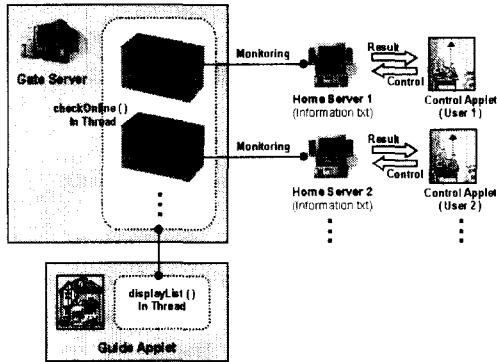 Gate Server
checkOnline ( )
In Thread
Monitoring
Home Server 1
(Information txt)
Result
Control
Control Applet
(User 1)
Monitoring
Home Server 2
(Information txt)
Result
Control
Control Applet
(User 2)
displayList ( )
In Thread
Guide Applet